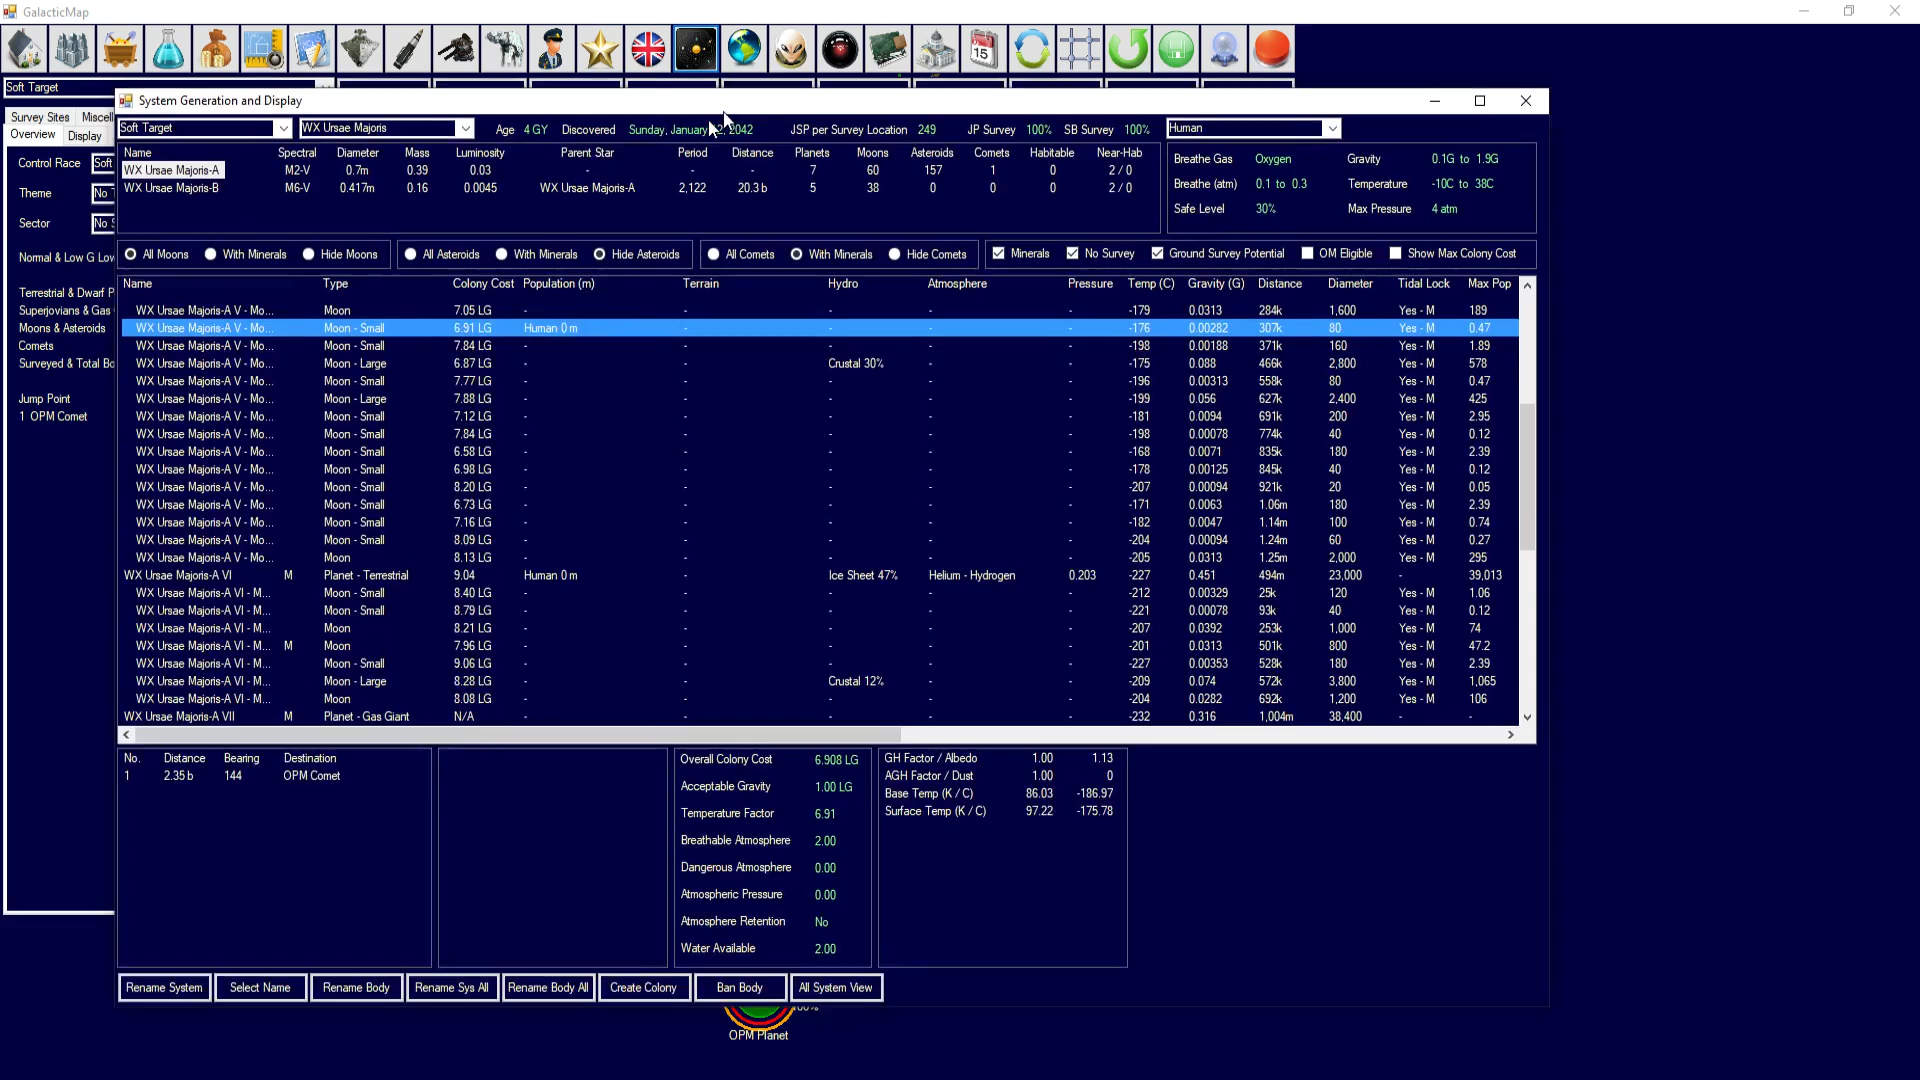 GalacticMap
15
Soft Target
System Generation and Display
Survey Sites Miscell
Overview Display
Soft Target WX Ursae Majoris Age 4 GY Discovered Sunday, January 2042 JSP per Survey Location 249 JP Survey 100% SB Survey 100% Human
Name Spectral Diameter Mass Luminosity Parent Star Period Distance Planets Moons Asteroids Comets Habitable Near-Hab
WX Ursae Majoris-A M2-V 0.7m 0.39 0.03 - - - 7 60 157 1 0 2 / 0
WX Ursae Majoris-B M6-V 0.417m 0.16 0.0045 WX Ursae Majoris-A 2,122 20.3 b 5 38 0 0 0 2 / 0
Breathe Gas Oxygen Gravity 0.1G to 1.9G
Breathe (atm) 0.1 to 0.3 Temperature -10C to 38C
Safe Level 30% Max Pressure 4 atm
Control Race Soft
Theme No T
Sector No S
Normal & Low G Low
Terrestrial & Dwarf P
Superjovians & Gas
Moons & Asteroids
Comets
Surveyed & Total Bo
Jump Point
1 OPM Comet
All Moons With Minerals Hide Moons All Asteroids With Minerals Hide Asteroids All Comets With Minerals Hide Comets Minerals No Survey Ground Survey Potential OM Eligible Show Max Colony Cost
Name Type Colony Cost Population (m) Terrain Hydro Atmosphere Pressure Temp (C) Gravity (G) Distance Diameter Tidal Lock Max Pop
WX Ursae Majoris-A V - Mo... Moon 7.05 LG - - - - - -179 0.0313 284k 1,600 Yes - M 189
WX Ursae Majoris-A V - Mo... Moon - Small 6.91 LG Human 0 m - - - - -176 0.00282 307k 80 Yes - M 0.47
WX Ursae Majoris-A V - Mo... Moon - Small 7.84 LG - - - - - -198 0.00188 371k 160 Yes - M 1.89
WX Ursae Majoris-A V - Mo... Moon - Large 6.87 LG - - Crustal 30% - - -175 0.088 466k 2,800 Yes - M 578
WX Ursae Majoris-A V - Mo... Moon - Small 7.77 LG - - - - - -196 0.00313 558k 80 Yes - M 0.47
WX Ursae Majoris-A V - Mo... Moon - Large 7.88 LG - - - - - -199 0.056 627k 2,400 Yes - M 425
WX Ursae Majoris-A V - Mo... Moon - Small 7.12 LG - - - - - -181 0.0094 691k 200 Yes - M 2.95
WX Ursae Majoris-A V - Mo... Moon - Small 7.84 LG - - - - - -198 0.00078 774k 40 Yes - M 0.12
WX Ursae Majoris-A V - Mo... Moon - Small 6.58 LG - - - - - -168 0.0071 835k 180 Yes - M 2.39
WX Ursae Majoris-A V - Mo... Moon - Small 6.98 LG - - - - - -178 0.00125 845k 40 Yes - M 0.12
WX Ursae Majoris-A V - Mo... Moon - Small 8.20 LG - - - - - -207 0.00094 921k 20 Yes - M 0.05
WX Ursae Majoris-A V - Mo... Moon - Small 6.73 LG - - - - - -171 0.0063 1.06m 180 Yes - M 2.39
WX Ursae Majoris-A V - Mo... Moon - Small 7.16 LG - - - - - -182 0.0047 1.14m 100 Yes - M 0.74
WX Ursae Majoris-A V - Mo... Moon - Small 8.09 LG - - - - - -204 0.00094 1.24m 60 Yes - M 0.27
WX Ursae Majoris-A V - Mo... Moon 8.13 LG - - - - - -205 0.0313 1.25m 2,000 Yes - M 295
WX Ursae Majoris-A VI M Planet - Terrestrial 9.04 Human 0 m - Ice Sheet 47% Helium - Hydrogen 0.203 -227 0.451 494m 23,000 - 39,013
WX Ursae Majoris-A VI - M... Moon - Small 8.40 LG - - - - - -212 0.00329 25k 120 Yes - M 1.06
WX Ursae Majoris-A VI - M... Moon - Small 8.79 LG - - - - - -221 0.00078 93k 40 Yes - M 0.12
WX Ursae Majoris-A VI - M... Moon 8.21 LG - - - - - -207 0.0392 253k 1,000 Yes - M 74
WX Ursae Majoris-A VI - M... M Moon 7.96 LG - - - - - -201 0.0313 501k 800 Yes - M 47.2
WX Ursae Majoris-A VI - M... Moon - Small 9.06 LG - - - - - -227 0.00353 528k 180 Yes - M 2.39
WX Ursae Majoris-A VI - M... Moon - Large 8.28 LG - - Crustal 12% - - -209 0.074 572k 3,800 Yes - M 1,065
WX Ursae Majoris-A VI - M... Moon 8.08 LG - - - - - -204 0.0282 692k 1,200 Yes - M 106
WX Ursae Majoris-A VII M Planet - Gas Giant N/A - - - - - -232 0.316 1,004m 38,400 - -
No. Distance Bearing Destination
1 2.35 b 144 OPM Comet
Overall Colony Cost 6.908 LG
Acceptable Gravity 1.00 LG
Temperature Factor 6.91
Breathable Atmosphere 2.00
Dangerous Atmosphere 0.00
Atmospheric Pressure 0.00
Atmosphere Retention No
Water Available 2.00
GH Factor / Albedo 1.00 1.13
AGH Factor / Dust 1.00 0
Base Temp (K / C) 86.03 -186.97
Surface Temp (K / C) 97.22 -175.78
Rename System Select Name Rename Body Rename Sys All Rename Body All Create Colony Ban Body All System View
OPM Planet